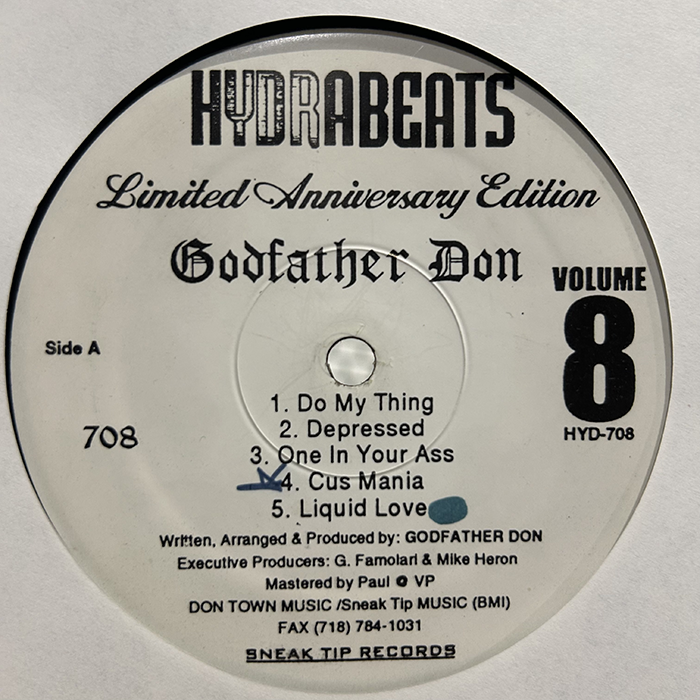 HYDRABEATS
Limited Anniversary Edition
Godfather Don
VOLUME
8
HYD-708
Side A
708
1. Do My Thing
2. Depressed
3. One In Your Ass
4. Cus Mania
5. Liquid Love
Written, Arranged & Produced by: GODFATHER DON
Executive Producers: G. Famolari & Mike Heron
Mastered by Paul @ VP
DON TOWN MUSIC /Sneak Tip MUSIC (BMI)
FAX (718) 784-1031
SNEAK TIP RECORDS